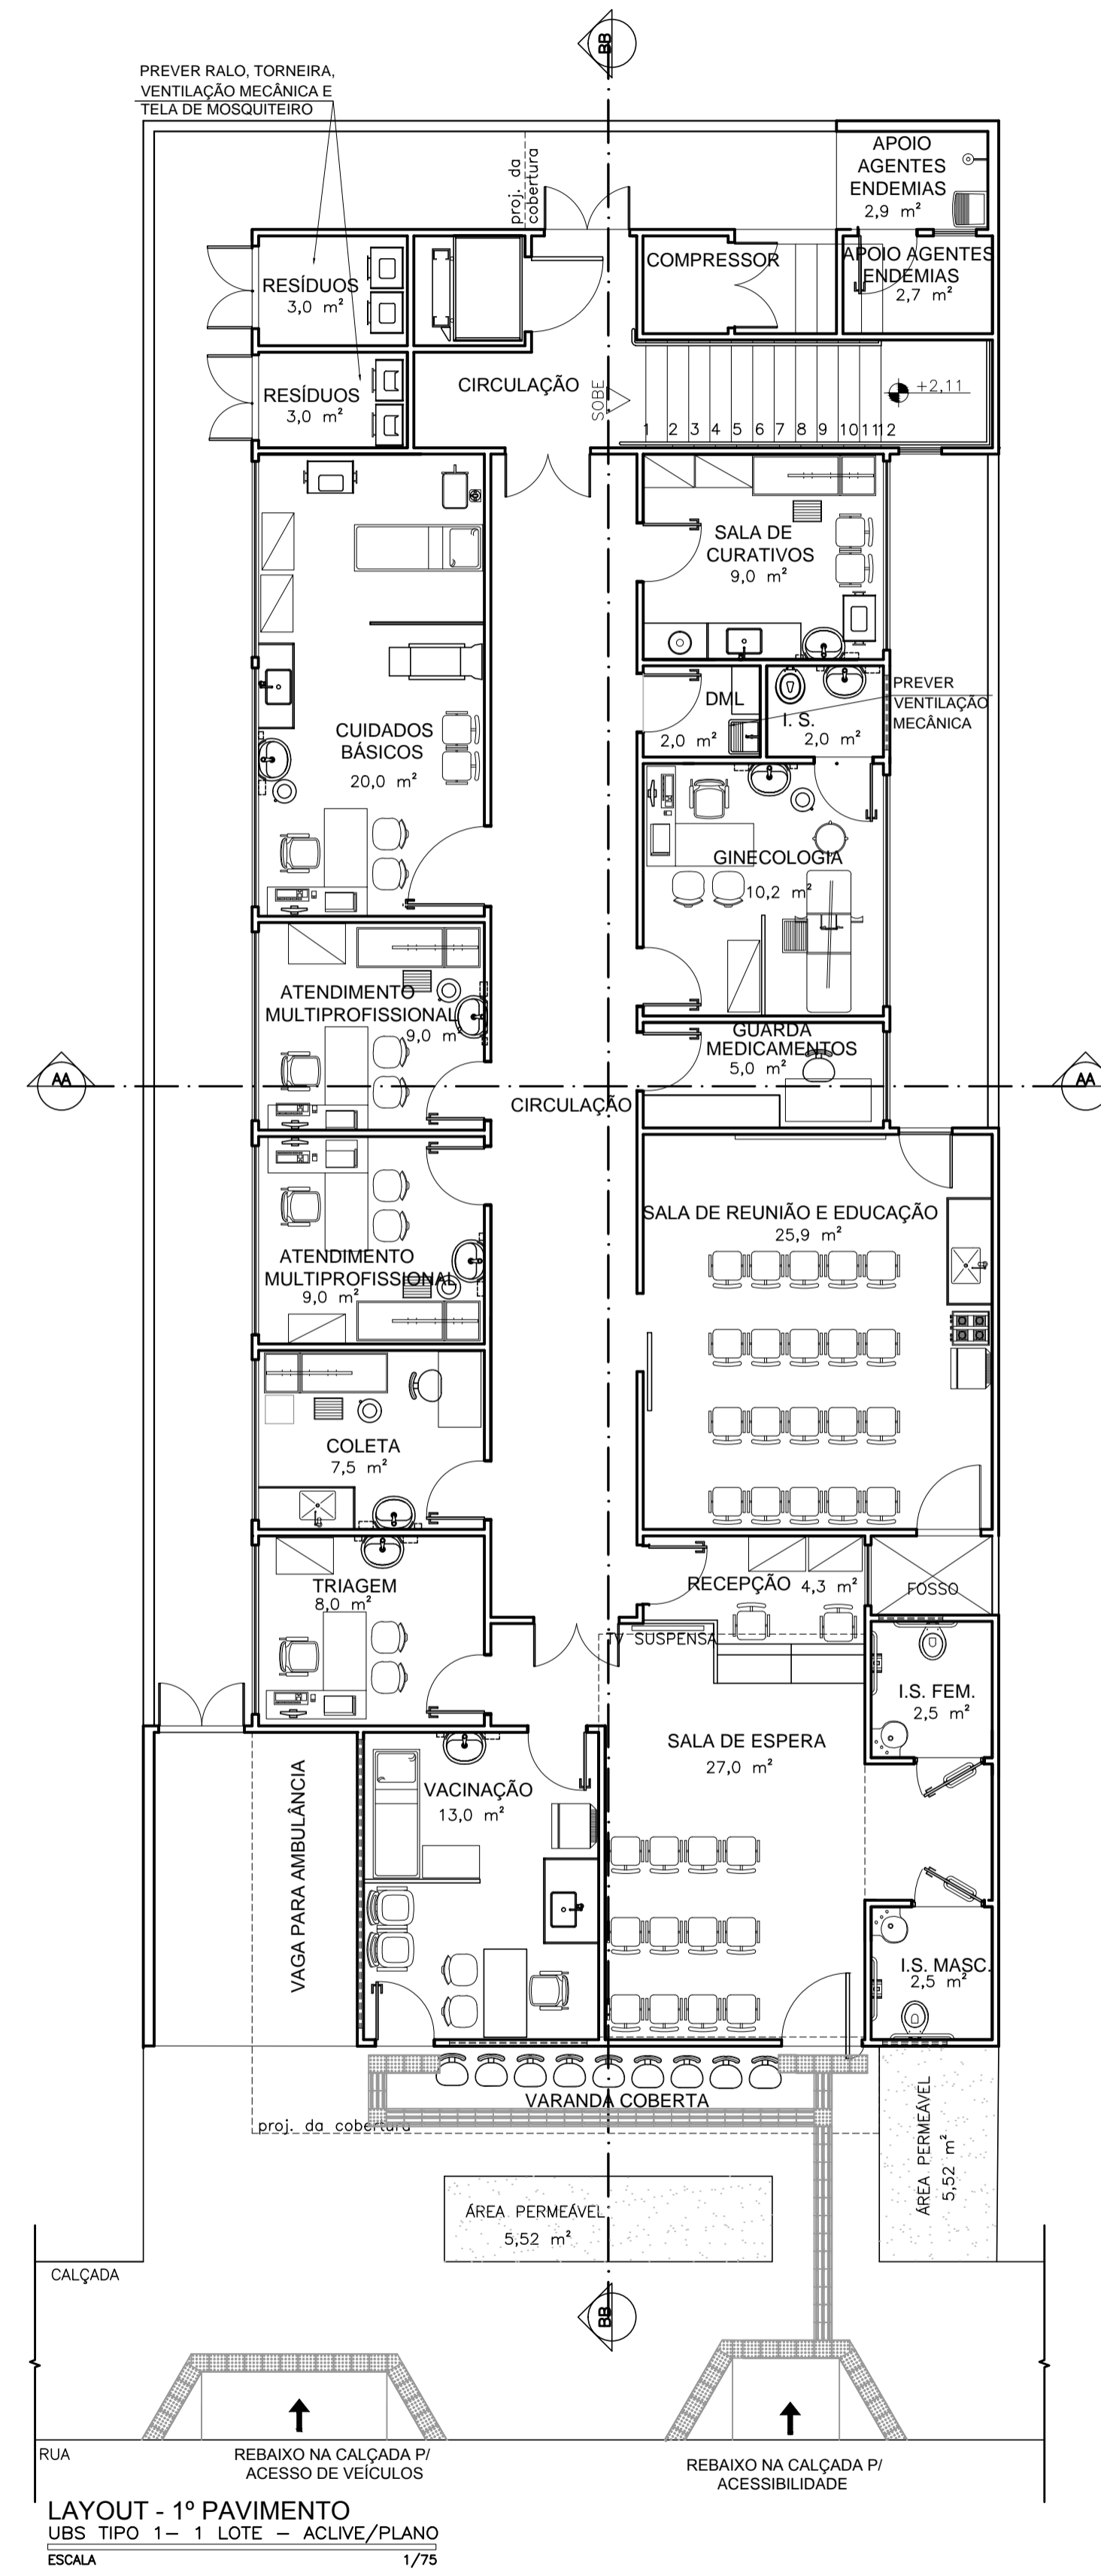 BB
PREVER RALO, TORNEIRA,
VENTILAÇÃO MECÂNICA E
TELA DE MOSQUITEIRO
proj. da
cobertura
APOIO
AGENTES
ENDEMIAS
2,9 m²
RESÍDUOS
3,0 m²
COMPRESSOR
APOIO AGENTES
ENDEMIAS
2,7 m²
RESÍDUOS
3,0 m²
CIRCULAÇÃO
SOBE
+2,11
1 2 3 4 5 6 7 8 9 10 11 12
SALA DE
CURATIVOS
9,0 m²
CUIDADOS
BÁSICOS
20,0 m²
DML
2,0 m²
I. S.
2,0 m²
PREVER
VENTILAÇÃO
MECÂNICA
GINECOLOGIA
10,2 m²
ATENDIMENTO
MULTIPROFISSIONAL
9,0 m²
GUARDA
MEDICAMENTOS
5,0 m²
AA
AA
CIRCULAÇÃO
SALA DE REUNIÃO E EDUCAÇÃO
25,9 m²
ATENDIMENTO
MULTIPROFISSIONAL
9,0 m²
COLETA
7,5 m²
TRIAGEM
8,0 m²
RECEPÇÃO 4,3 m²
FOSSO
TV SUSPENSA
I.S. FEM.
2,5 m²
SALA DE ESPERA
27,0 m²
VAGA PARA AMBULÂNCIA
VACINAÇÃO
13,0 m²
I.S. MASC.
2,5 m²
VARANDA COBERTA
proj. da cobertura
ÁREA PERMEÁVEL
5,52 m²
ÁREA PERMEÁVEL
5,52 m²
CALÇADA
BB
RUA
REBAIXO NA CALÇADA P/
ACESSO DE VEÍCULOS
REBAIXO NA CALÇADA P/
ACESSIBILIDADE
LAYOUT - 1º PAVIMENTO
UBS TIPO 1– 1 LOTE – ACLIVE/PLANO
ESCALA 1/75